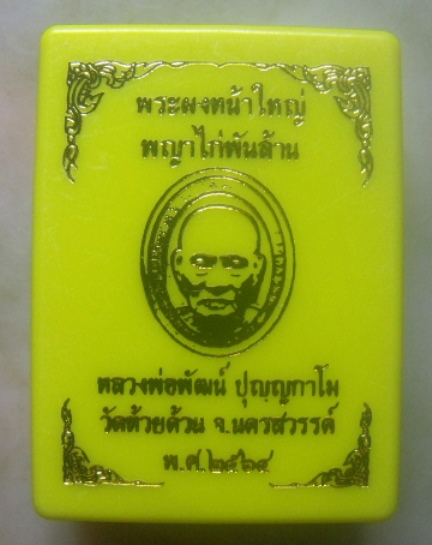 พระผงหน้าใหญ่
พญาไก่พันล้าน
หลวงพ่อพัฒน์ ปุญฺญกาโม
วัดห้วยด้วน จ.นครสวรรค์
พ.ศ.๒๕๖๔